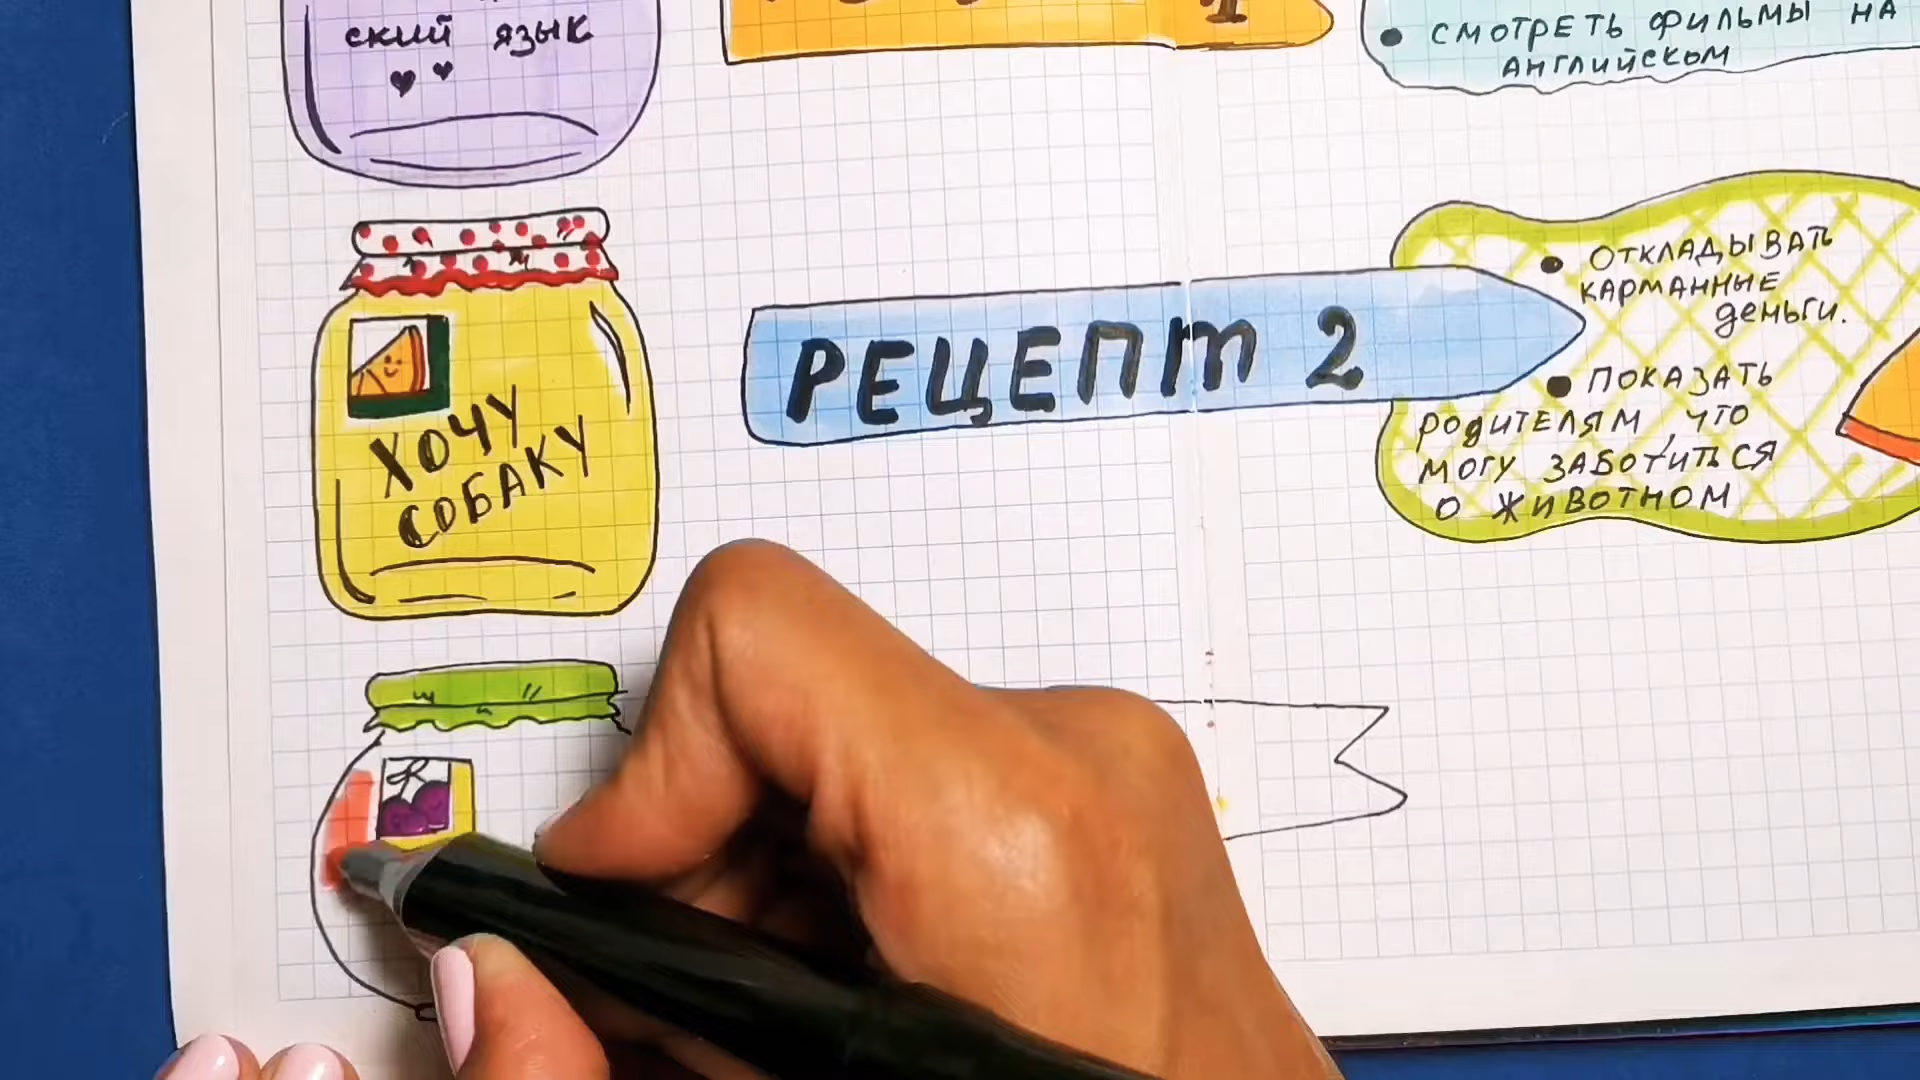 ский язык
1
• СМОТРЕТЬ ФИЛЬМЫ НА
АНГЛИЙСКОМ
ХОЧУ
СОБАКУ
РЕЦЕПТ 2
• ОТКЛАДЫВАТЬ
КАРМАННЫЕ
деньги.
• ПОКАЗАТЬ
РОДИТЕЛЯМ, ЧТО
МОГУ ЗАБОТИТЬСЯ
О ЖИВОТНОМ